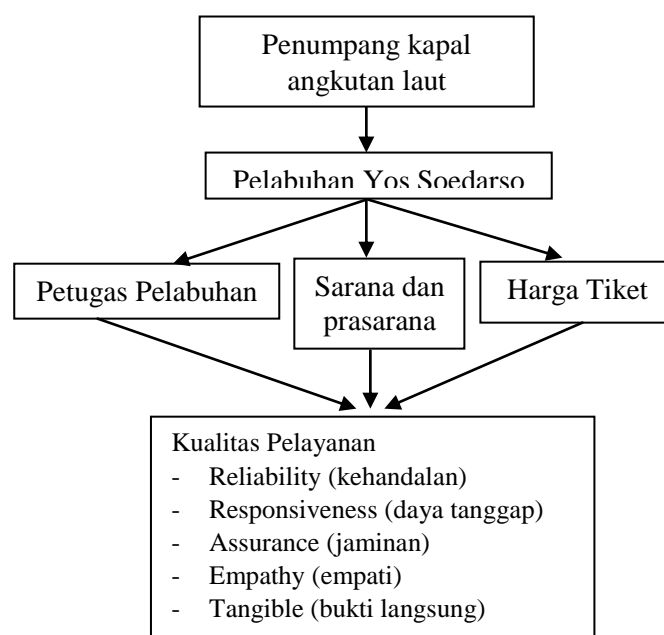 Penumpang kapal
angkutan laut
Pelabuhan Yos Soedarso
Petugas Pelabuhan
Sarana dan
prasarana
Harga Tiket
Kualitas Pelayanan
- Reliability (kehandalan)
- Responsiveness (daya tanggap)
- Assurance (jaminan)
- Empathy (empati)
- Tangible (bukti langsung)